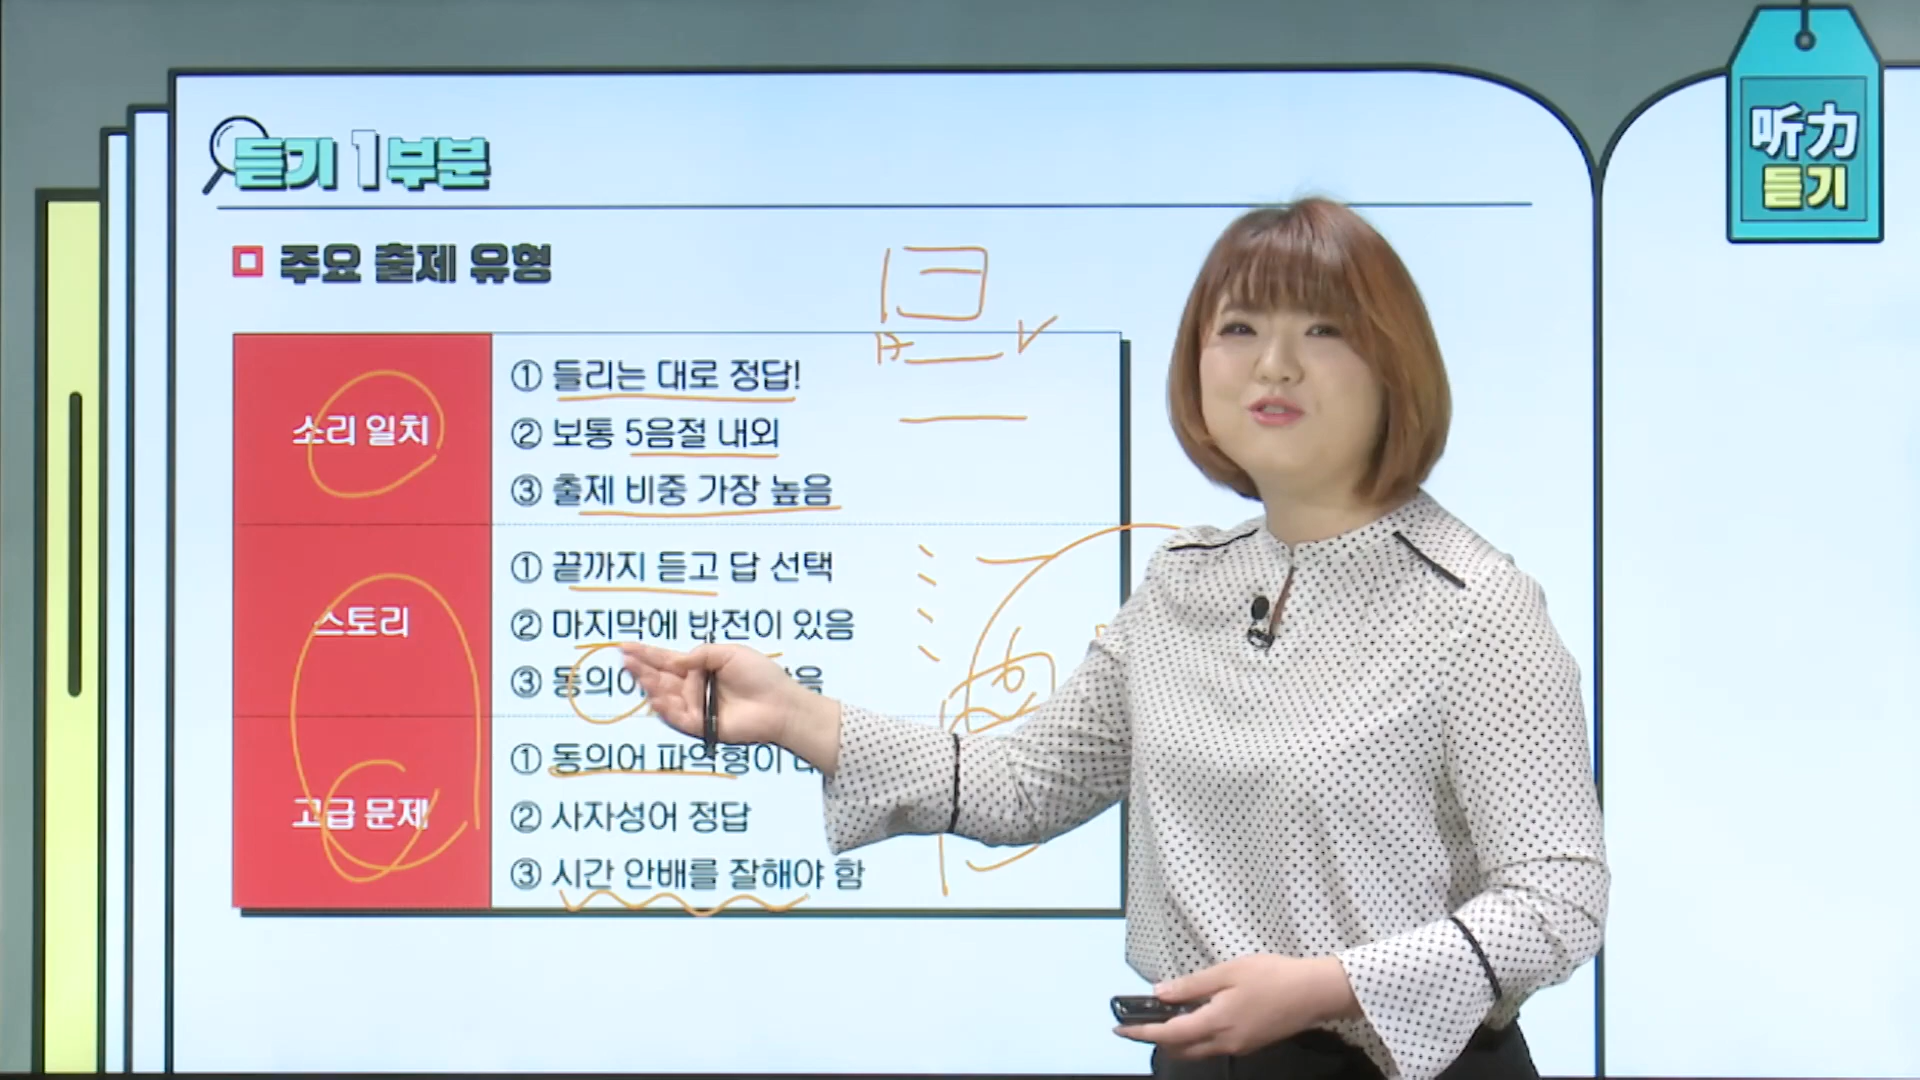 듣기 1부분
听力
듣기
주요 출제 유형
소리 일치
① 들리는 대로 정답!
② 보통 5음절 내외
③ 출제 비중 가장 높음
스토리
① 끝까지 듣고 답 선택
② 마지막에 반전이 있음
③ 동의어
고급 문제
① 동의어 파악형이
② 사자성어 정답
③ 시간 안배를 잘해야 함
A